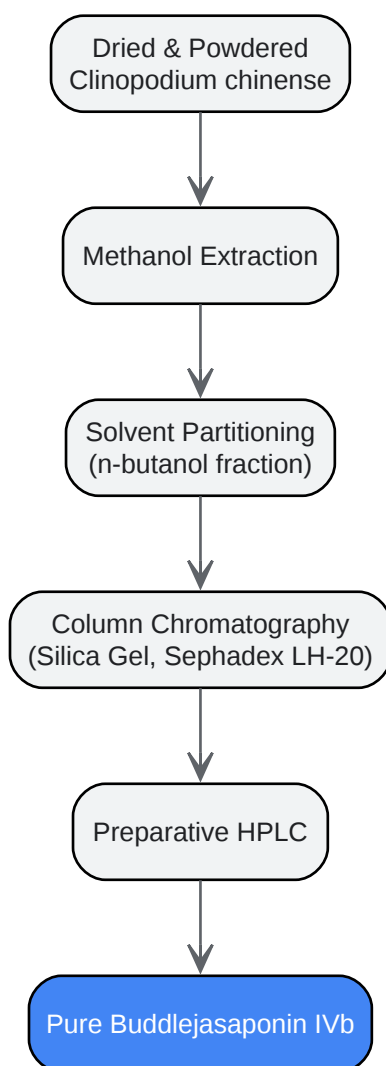 Dried & Powdered
Clinopodium chinense
Methanol Extraction
Solvent Partitioning
(n-butanol fraction)
Column Chromatography
(Silica Gel, Sephadex LH-20)
Preparative HPLC
Pure Buddlejasaponin IVb